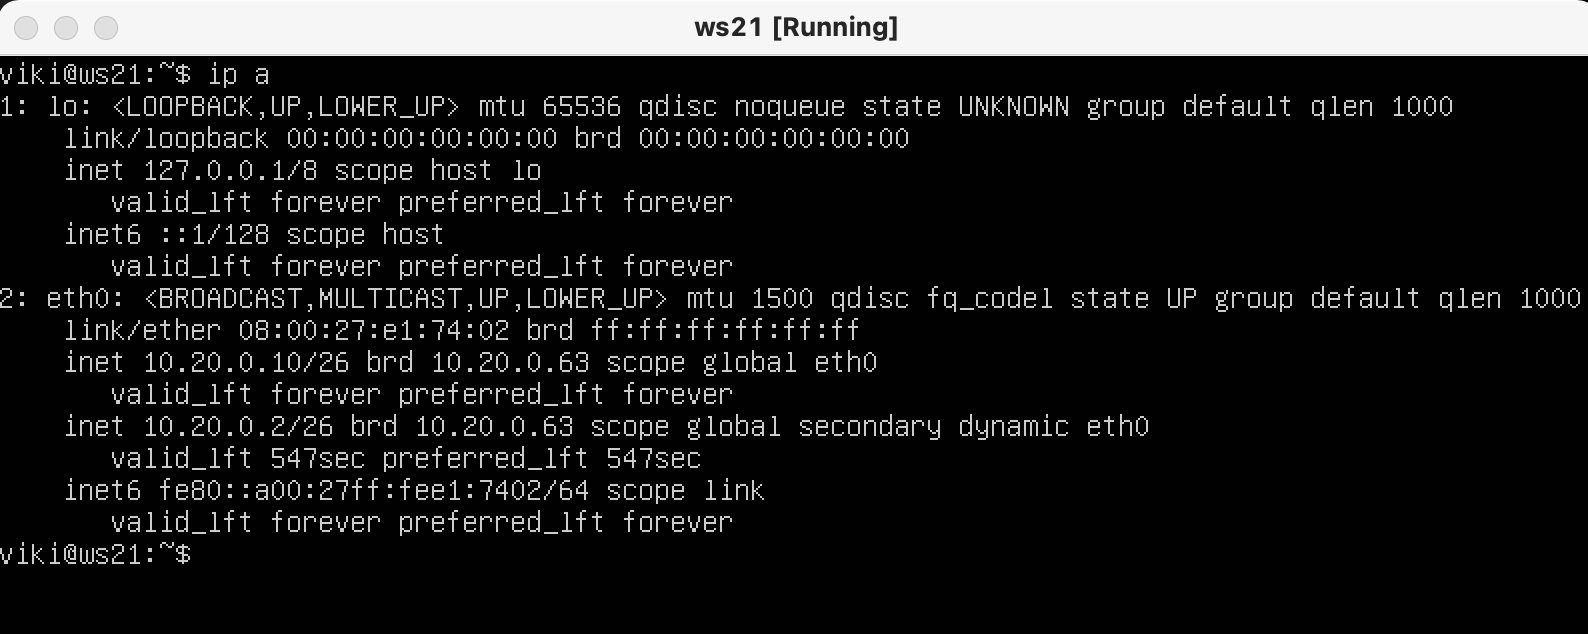 ws21 [Running]
viki@ws21:~$ ip a
1: lo: <LOOPBACK,UP,LOWER_UP> mtu 65536 qdisc noqueue state UNKNOWN group default qlen 1000
    link/loopback 00:00:00:00:00:00 brd 00:00:00:00:00:00
    inet 127.0.0.1/8 scope host lo
       valid_lft forever preferred_lft forever
    inet6 ::1/128 scope host
       valid_lft forever preferred_lft forever
2: eth0: <BROADCAST,MULTICAST,UP,LOWER_UP> mtu 1500 qdisc fq_codel state UP group default qlen 1000
    link/ether 08:00:27:e1:74:02 brd ff:ff:ff:ff:ff:ff
    inet 10.20.0.10/26 brd 10.20.0.63 scope global eth0
       valid_lft forever preferred_lft forever
    inet 10.20.0.2/26 brd 10.20.0.63 scope global secondary dynamic eth0
       valid_lft 547sec preferred_lft 547sec
    inet6 fe80::a00:27ff:fee1:7402/64 scope link
       valid_lft forever preferred_lft forever
viki@ws21:~$